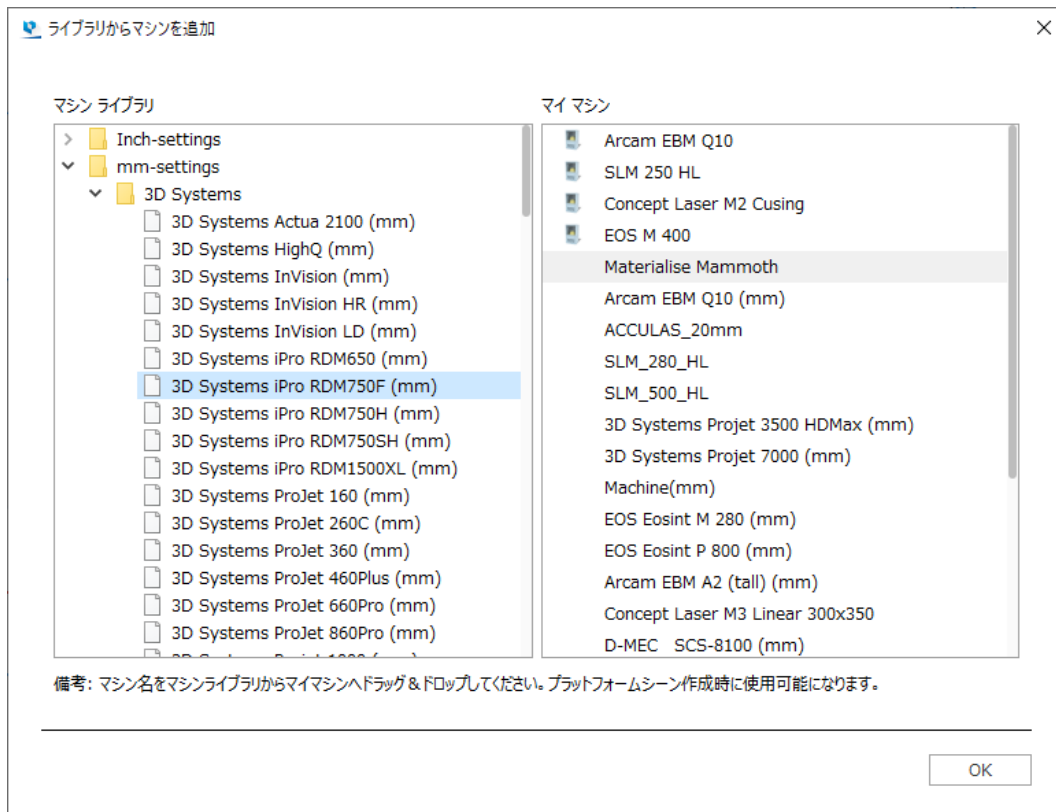 ライブラリからマシンを追加
マシン ライブラリ
Inch-settings
mm-settings
3D Systems
3D Systems Actua 2100 (mm)
3D Systems HighQ (mm)
3D Systems InVision (mm)
3D Systems InVision HR (mm)
3D Systems InVision LD (mm)
3D Systems iPro RDM650 (mm)
3D Systems iPro RDM750F (mm)
3D Systems iPro RDM750H (mm)
3D Systems iPro RDM750SH (mm)
3D Systems iPro RDM1500XL (mm)
3D Systems ProJet 160 (mm)
3D Systems ProJet 260C (mm)
3D Systems ProJet 360 (mm)
3D Systems ProJet 460Plus (mm)
3D Systems ProJet 660Pro (mm)
3D Systems ProJet 860Pro (mm)
マイ マシン
Arcam EBM Q10
SLM 250 HL
Concept Laser M2 Cusing
EOS M 400
Materialise Mammoth
Arcam EBM Q10 (mm)
ACCULAS_20mm
SLM_280_HL
SLM_500_HL
3D Systems Projet 3500 HDMax (mm)
3D Systems Projet 7000 (mm)
Machine(mm)
EOS Eosint M 280 (mm)
EOS Eosint P 800 (mm)
Arcam EBM A2 (tall) (mm)
Concept Laser M3 Linear 300x350
D-MEC   SCS-8100 (mm)
備考: マシン名をマシンライブラリからマイマシンへドラッグ＆ドロップしてください。プラットフォームシーン作成時に使用可能になります。
OK